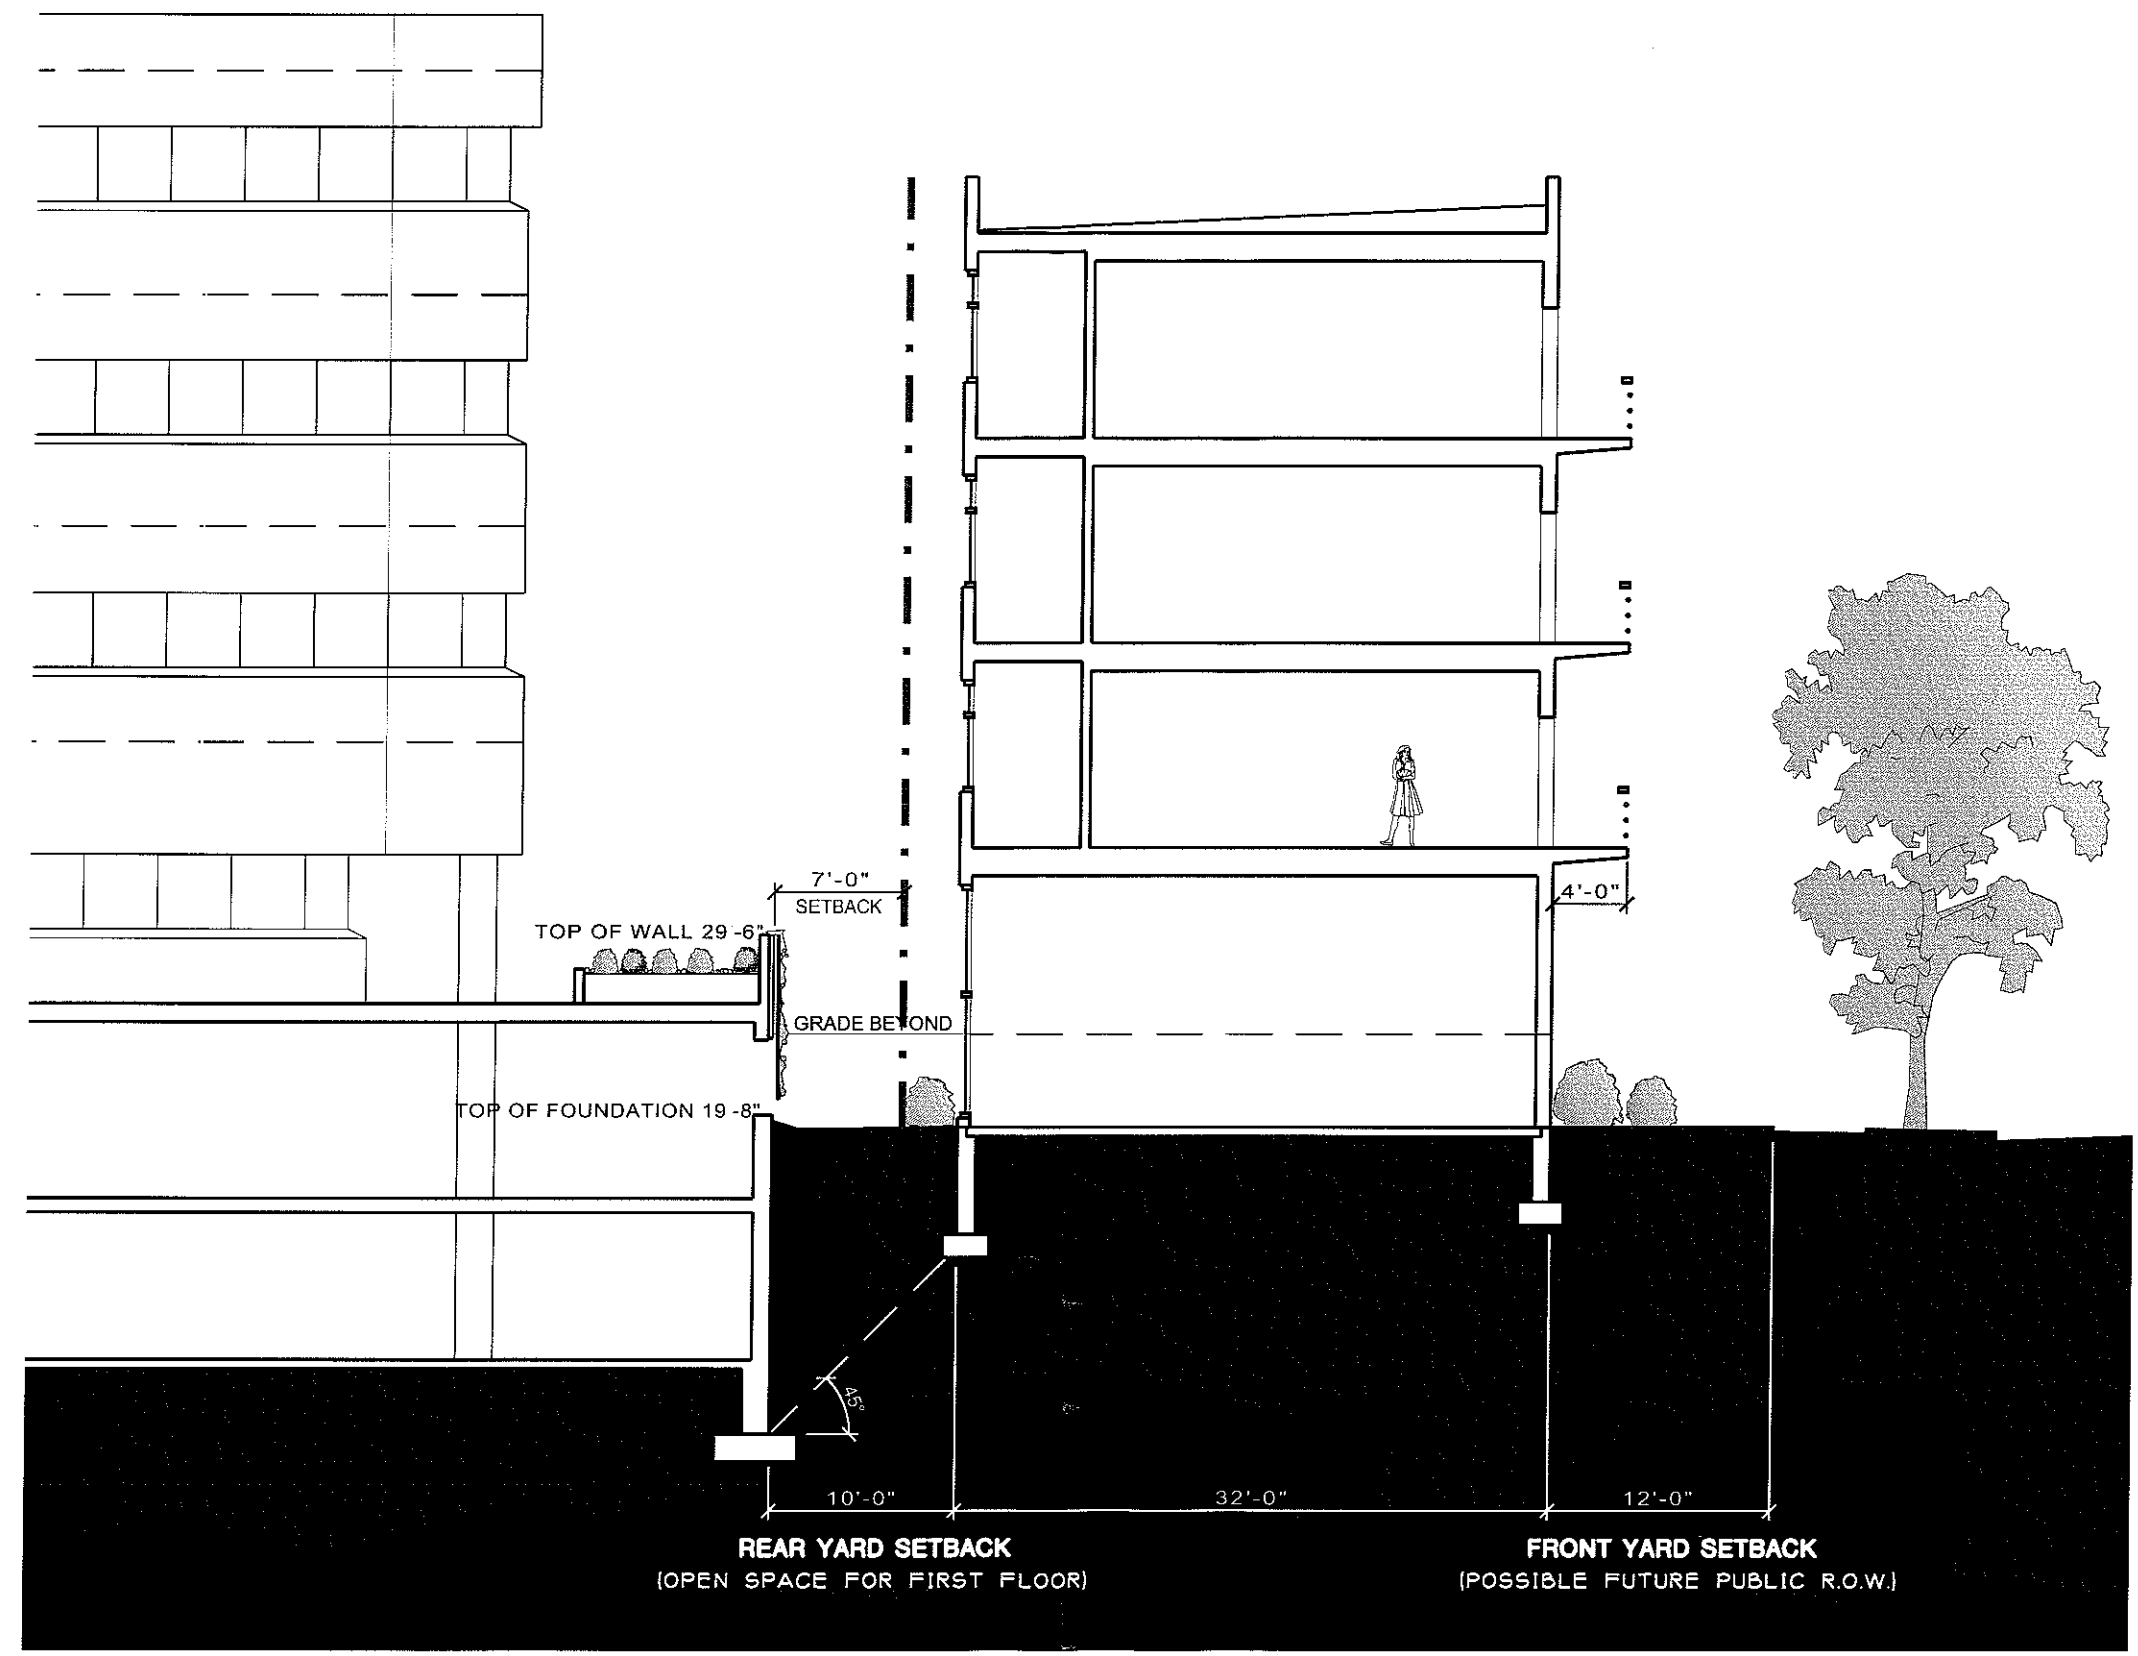 7'-0"
SETBACK
4'-0"
TOP OF WALL 29'-6"
GRADE BEYOND
TOP OF FOUNDATION 19'-8"
45°
10'-0"
32'-0"
12'-0"
REAR YARD SETBACK
(OPEN SPACE FOR FIRST FLOOR)
FRONT YARD SETBACK
(POSSIBLE FUTURE PUBLIC R.O.W.)